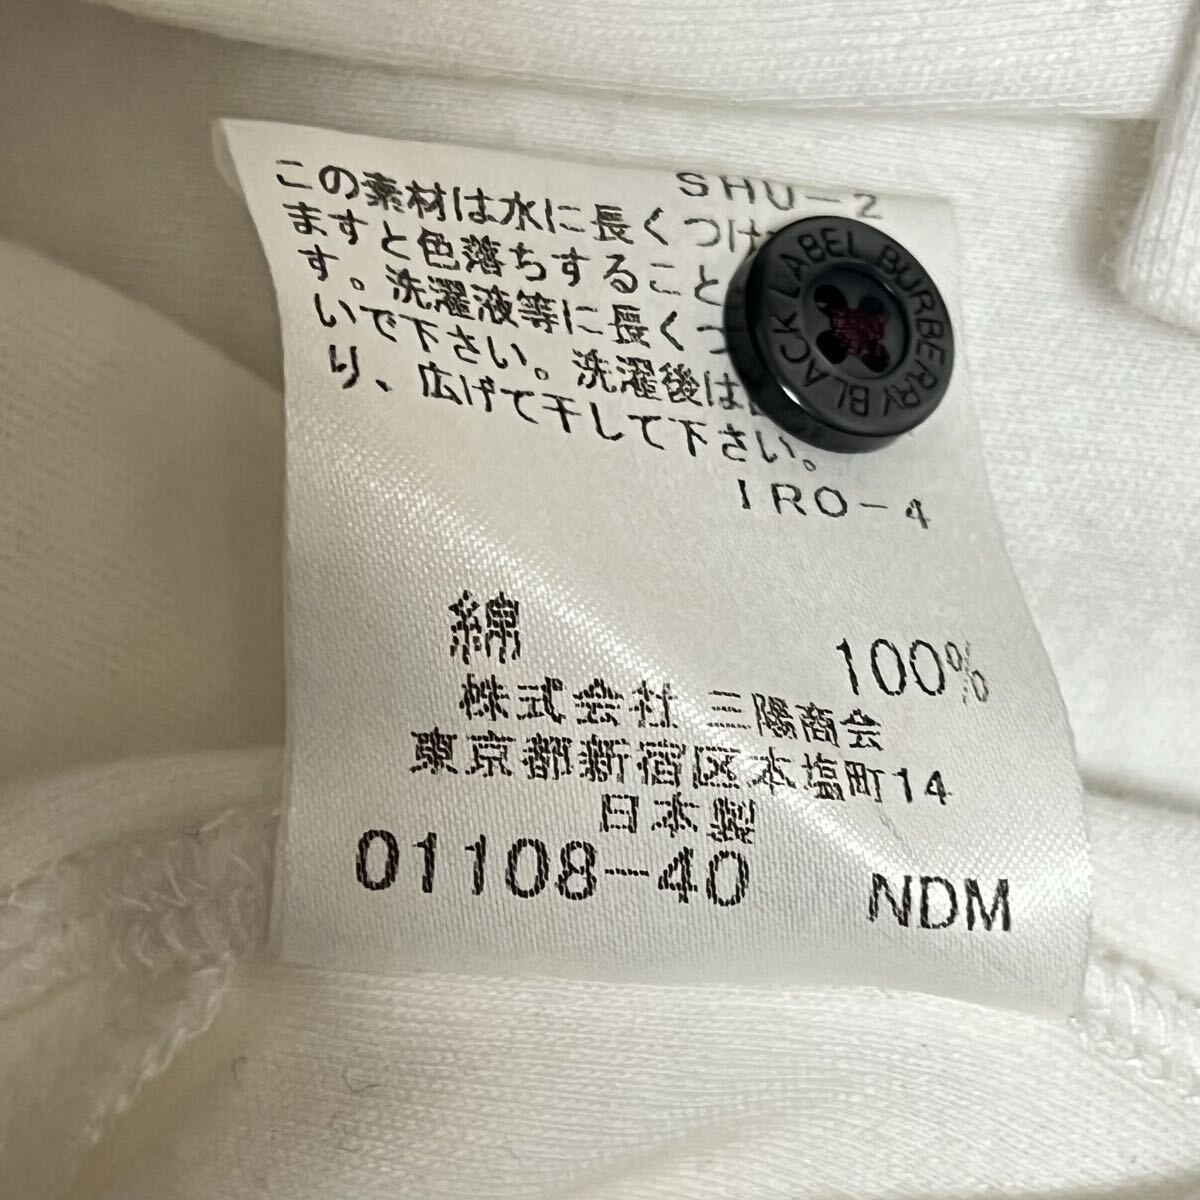 SHU-2
この素材は水に長くつけ
ますと色落ちすること
す。洗濯液等に長くつ
いで下さい。洗濯後は
り、広げて干して下さい。
IRO-4
綿 100%
株式会社 三陽商会
東京都新宿区本塩町14
日本製
01108-40 NDM
BLACK LABEL BURBERRY